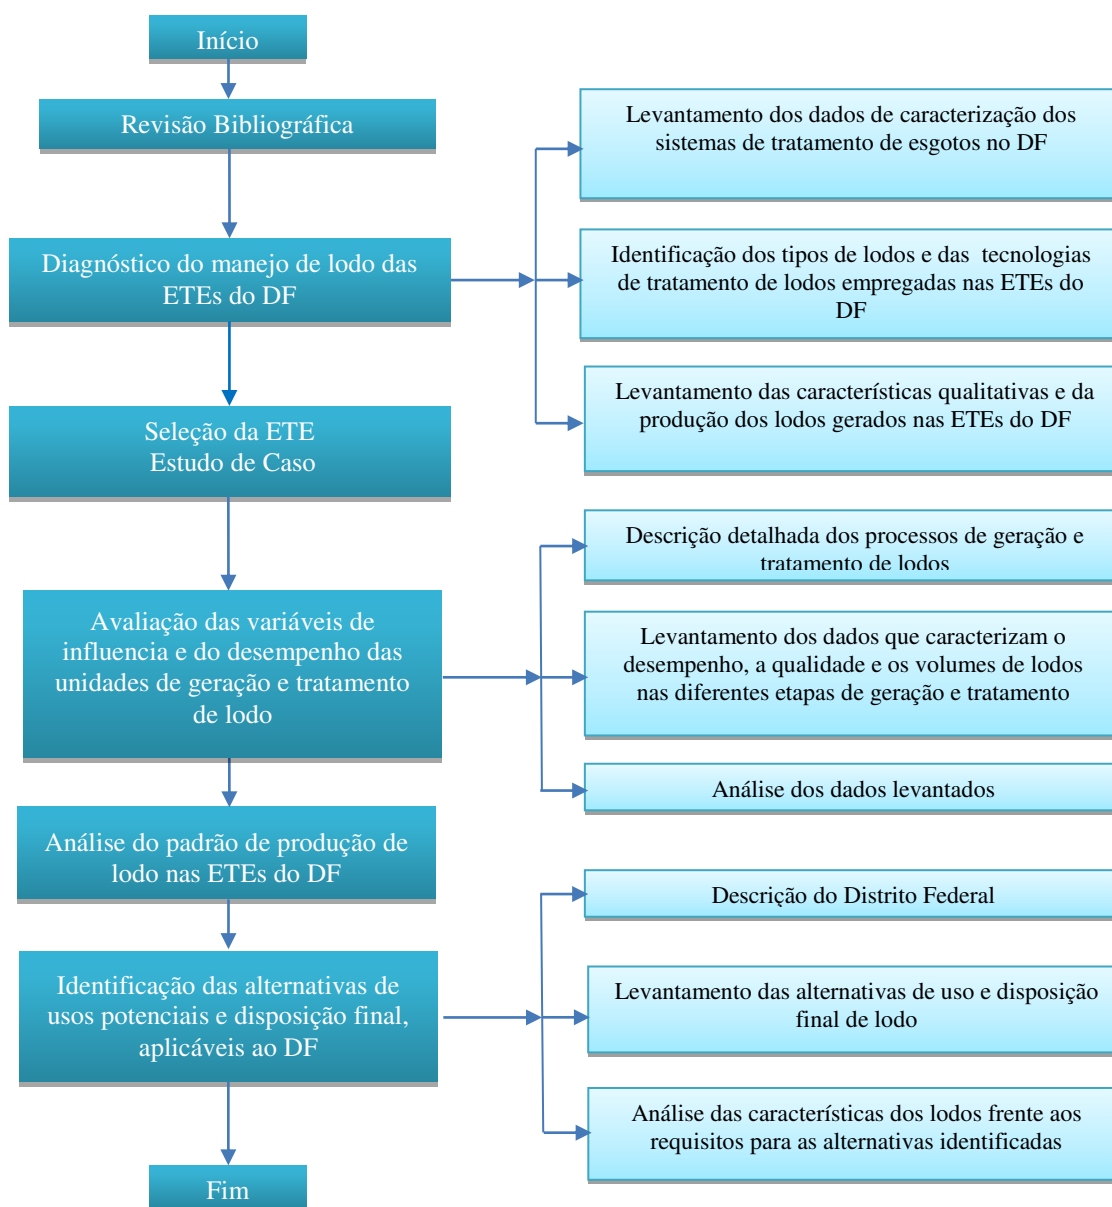 Início
Revisão Bibliográfica
Levantamento dos dados de caracterização dos
sistemas de tratamento de esgotos no DF
Diagnóstico do manejo de lodo das
ETEs do DF
Identificação dos tipos de lodos e das tecnologias
de tratamento de lodos empregadas nas ETEs do
DF
Levantamento das características qualitativas e da
produção dos lodos gerados nas ETEs do DF
Seleção da ETE
Estudo de Caso
Descrição detalhada dos processos de geração e
tratamento de lodos
Avaliação das variáveis de
influencia e do desempenho das
unidades de geração e tratamento
de lodo
Levantamento dos dados que caracterizam o
desempenho, a qualidade e os volumes de lodos
nas diferentes etapas de geração e tratamento
Análise dos dados levantados
Análise do padrão de produção de
lodo nas ETEs do DF
Descrição do Distrito Federal
Identificação das alternativas de
usos potenciais e disposição final,
aplicáveis ao DF
Levantamento das alternativas de uso e disposição
final de lodo
Análise das características dos lodos frente aos
requisitos para as alternativas identificadas
Fim